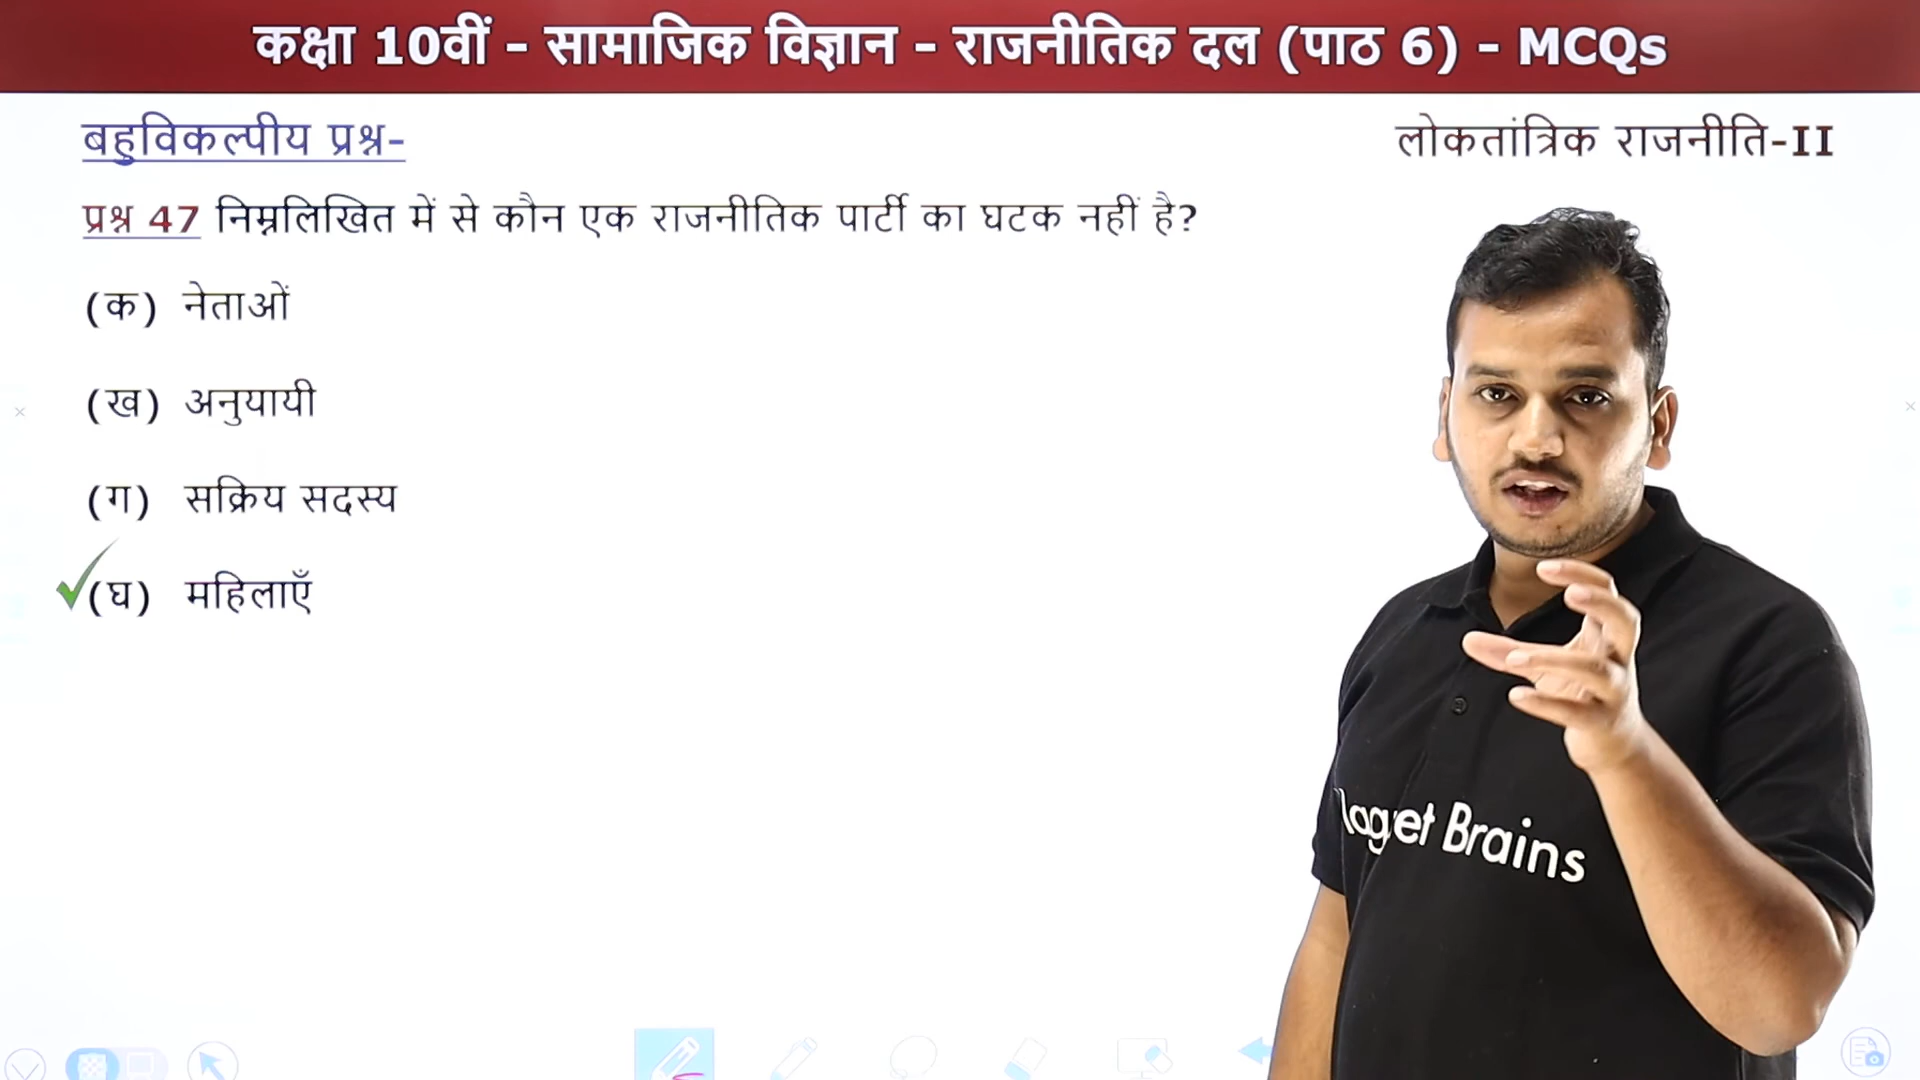 कक्षा 10वीं - सामाजिक विज्ञान - राजनीतिक दल (पाठ 6) - MCQs
बहुविकल्पीय प्रश्न-
लोकतांत्रिक राजनीति-II
प्रश्न 47 निम्नलिखित में से कौन एक राजनीतिक पार्टी का घटक नहीं है?
(क) नेताओं
(ख) अनुयायी
(ग) सक्रिय सदस्य
(घ) महिलाएँ
Brains